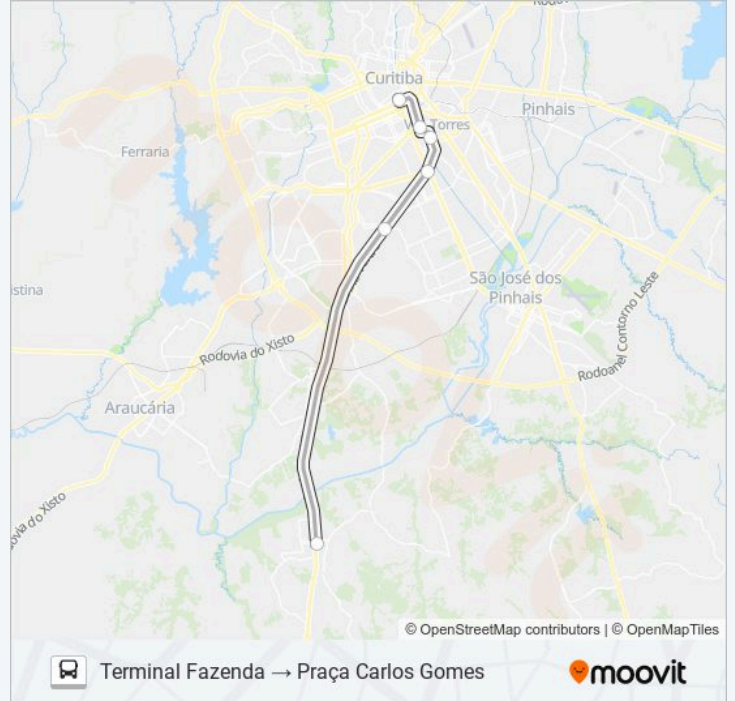 Rodo
Curitiba
Pinhais
Torres
Ferraria
São José dos
Pinhais
istina
Rodoanel Contorno Leste
Rodovia do Xisto
Araucária
ovia do Xisto
© OpenStreetMap contributors | © OpenMapTiles
Terminal Fazenda → Praça Carlos Gomes
moovit